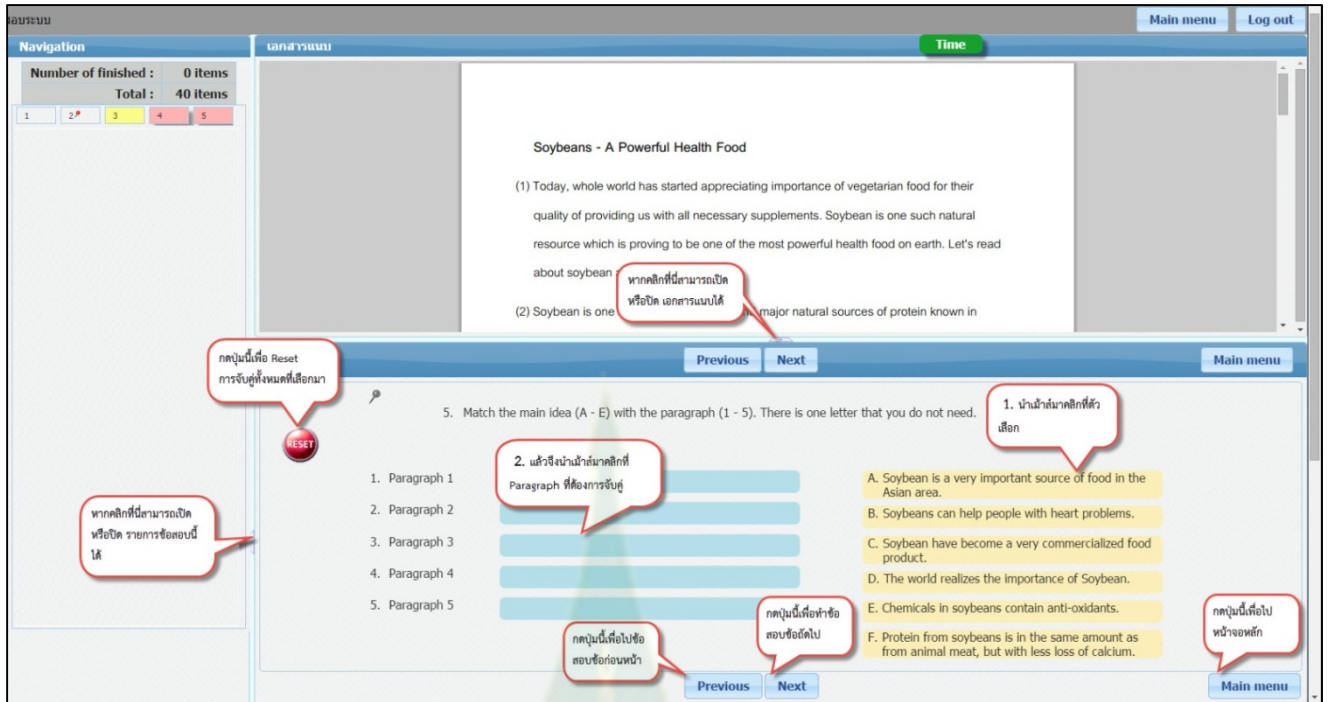 อบระบบ
Main menu Log out
Navigation
เอกสารแนบ
Time
Number of finished : 0 items
Total : 40 items
1 2 3 4 5
Soybeans - A Powerful Health Food
(1) Today, whole world has started appreciating importance of vegetarian food for their
quality of providing us with all necessary supplements. Soybean is one such natural
resource which is proving to be one of the most powerful health food on earth. Let's read
about soybean
(2) Soybean is one major natural sources of protein known in
หากคลิกที่นี่สามารถเปิด
หรือปิด เอกสารแนบได้
Previous Next
Main menu
กดปุ่มนี้เพื่อ Reset
การจับคู่ทั้งหมดที่เลือกมา
RESET
5. Match the main idea (A - E) with the paragraph (1 - 5). There is one letter that you do not need.
1. นำเม้าส์มาคลิกที่ตัว
เลือก
2. แล้วจึงนำเม้าส์มาคลิกที่
Paragraph ที่ต้องการจับคู่
1. Paragraph 1
2. Paragraph 2
3. Paragraph 3
4. Paragraph 4
5. Paragraph 5
A. Soybean is a very important source of food in the
Asian area.
B. Soybeans can help people with heart problems.
C. Soybean have become a very commercialized food
product.
D. The world realizes the importance of Soybean.
E. Chemicals in soybeans contain anti-oxidants.
F. Protein from soybeans is in the same amount as
from animal meat, but with less loss of calcium.
หากคลิกที่นี่สามารถเปิด
หรือปิด รายการข้อสอบนี้
ได้
กดปุ่มนี้เพื่อไปข้อ
สอบข้อก่อนหน้า
กดปุ่มนี้เพื่อทำข้อ
สอบข้อถัดไป
กดปุ่มนี้เพื่อไป
หน้าจอหลัก
Previous Next
Main menu